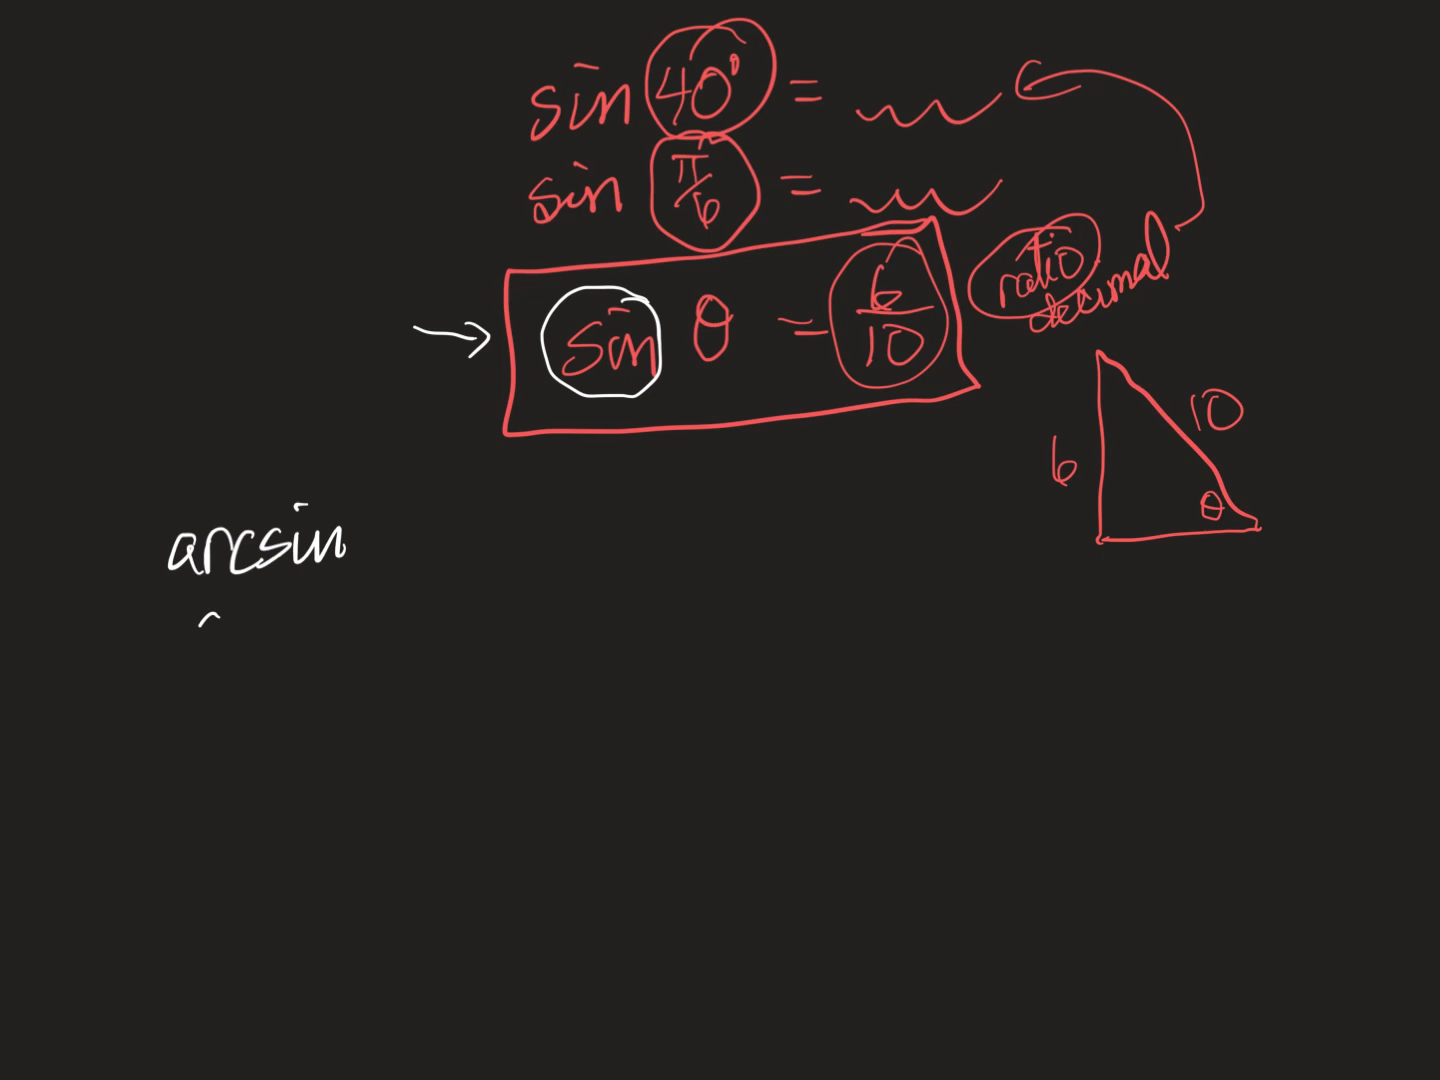 sin 40° =
sin π/6 =
sin θ = 6/10
ratio
decimal
10
6
θ
arcsin